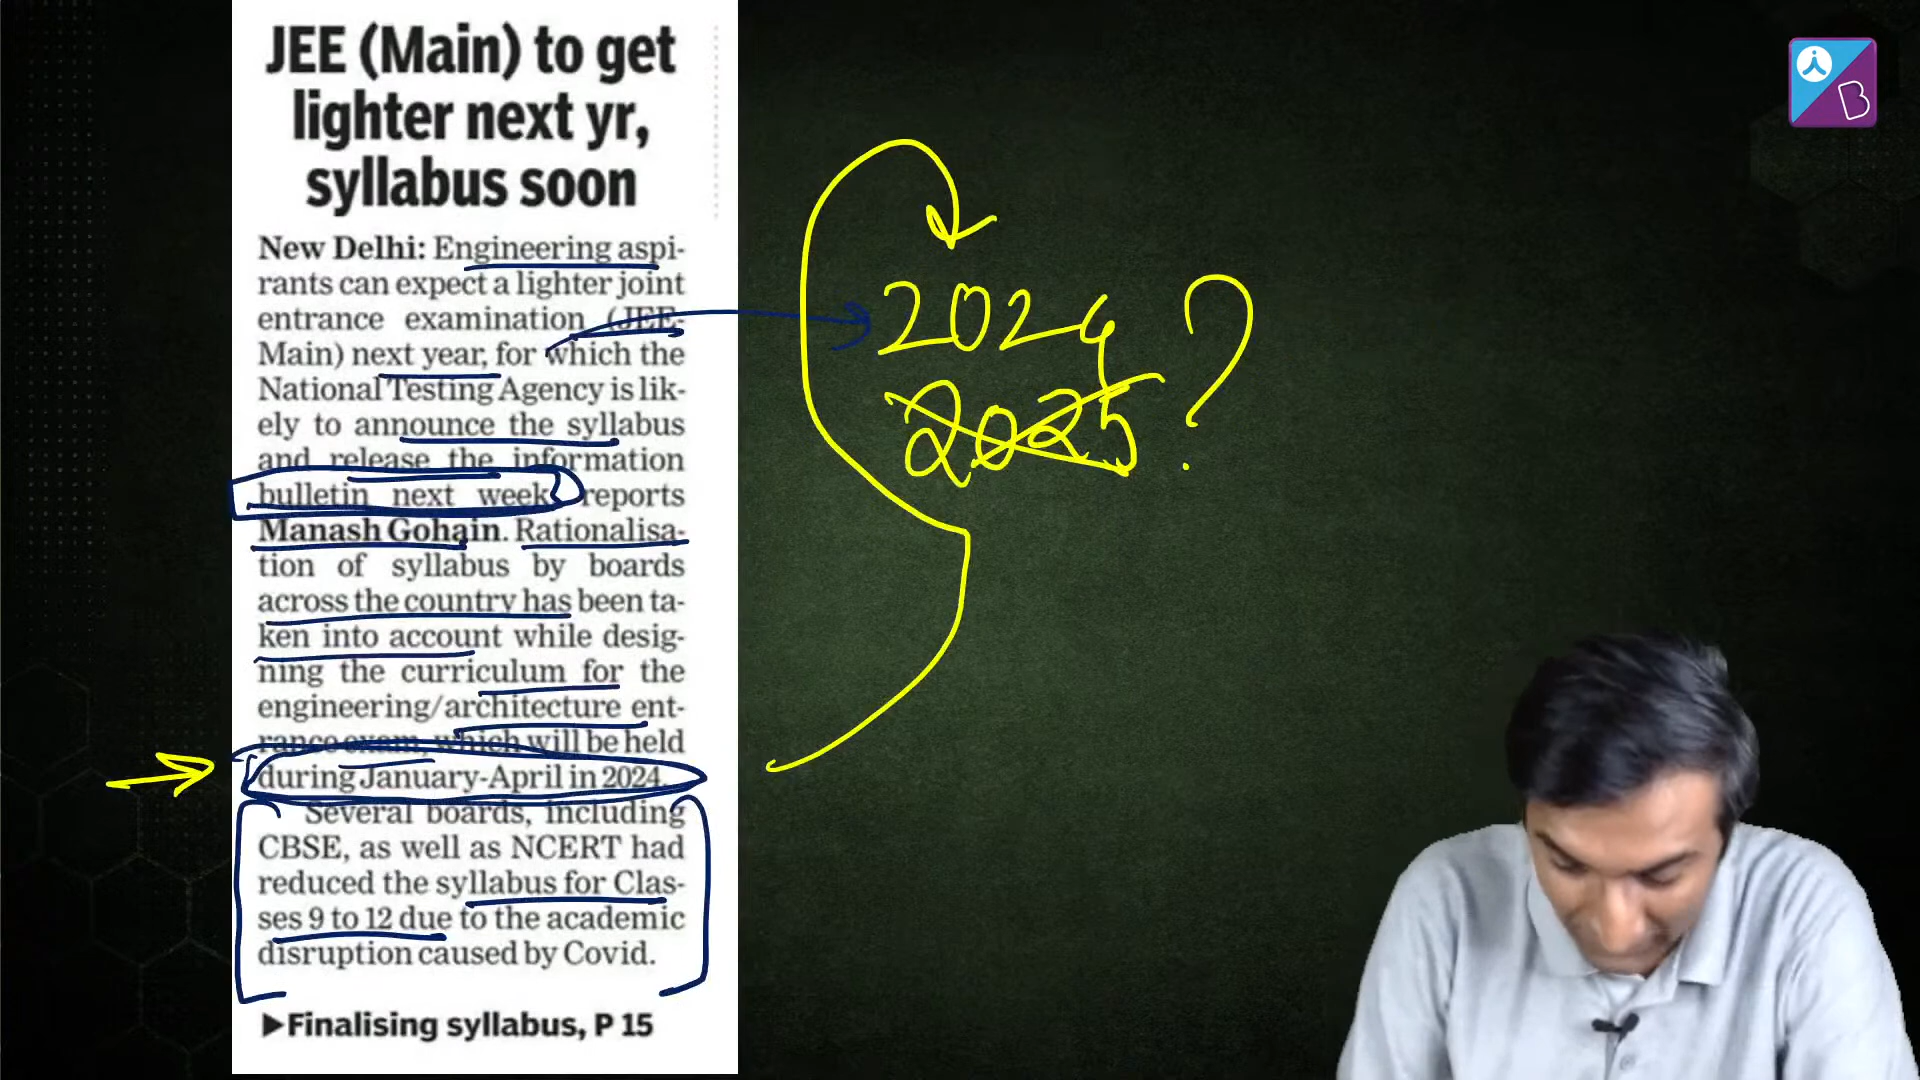 JEE (Main) to get
lighter next yr,
syllabus soon
New Delhi: Engineering aspi-
rants can expect a lighter joint
entrance examination (JEE-
Main) next year, for which the
National Testing Agency is lik-
ely to announce the syllabus
and release the information
bulletin next week, reports
Manash Gohain. Rationalisa-
tion of syllabus by boards
across the country has been ta-
ken into account while desig-
ning the curriculum for the
engineering/architecture ent-
rance exam, which will be held
during January-April in 2024.
Several boards, including
CBSE, as well as NCERT had
reduced the syllabus for Clas-
ses 9 to 12 due to the academic
disruption caused by Covid.
▶Finalising syllabus, P 15
2024 ?
2025
B